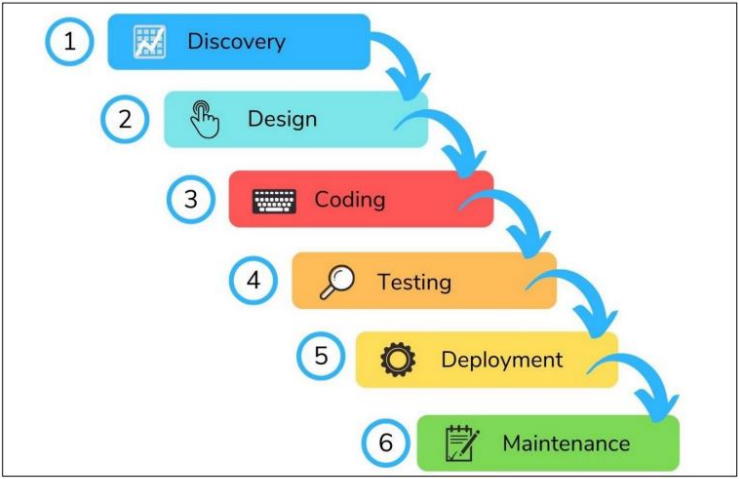 1 Discovery
2 Design
3 Coding
4 Testing
5 Deployment
6 Maintenance